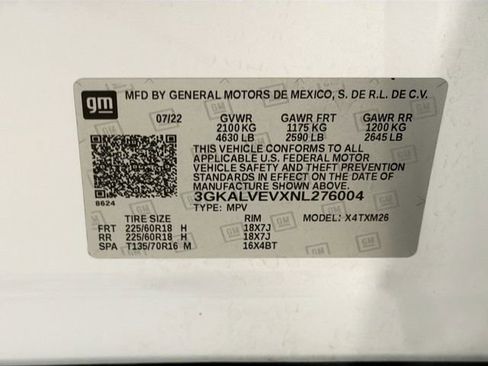 gm MFD BY GENERAL MOTORS DE MEXICO, S. DE R.L. DE C.V.
07/22 GVWR GAWR FRT GAWR RR
2100 KG 1175 KG 1200 KG
4630 LB 2590 LB 2645 LB
THIS VEHICLE CONFORMS TO ALL
APPLICABLE U.S. FEDERAL MOTOR
VEHICLE SAFETY AND THEFT PREVENTION
STANDARDS IN EFFECT ON THE DATE OF
MANUFACTURE SHOWN ABOVE.
8624 3GKALVEVXNL276004
TYPE: MPV MODEL: X4TXM26
TIRE SIZE RIM
FRT 225/60R18 H 18X7J
RR 225/60R18 H 18X7J
SPA T135/70R16 M 16X4BT